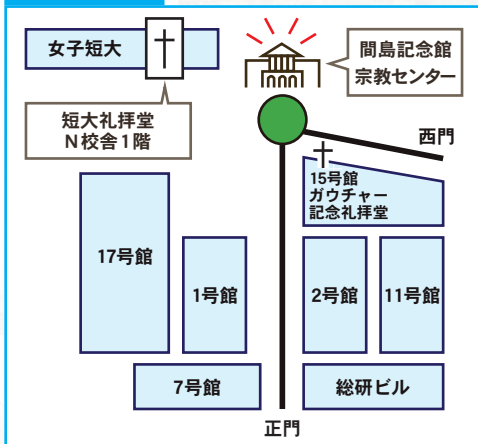 女子短大
間島記念館
宗教センター
短大礼拝堂
N校舎1階
西門
15号館
ガウチャー
記念礼拝堂
17号館
1号館
2号館
11号館
7号館
総研ビル
正門